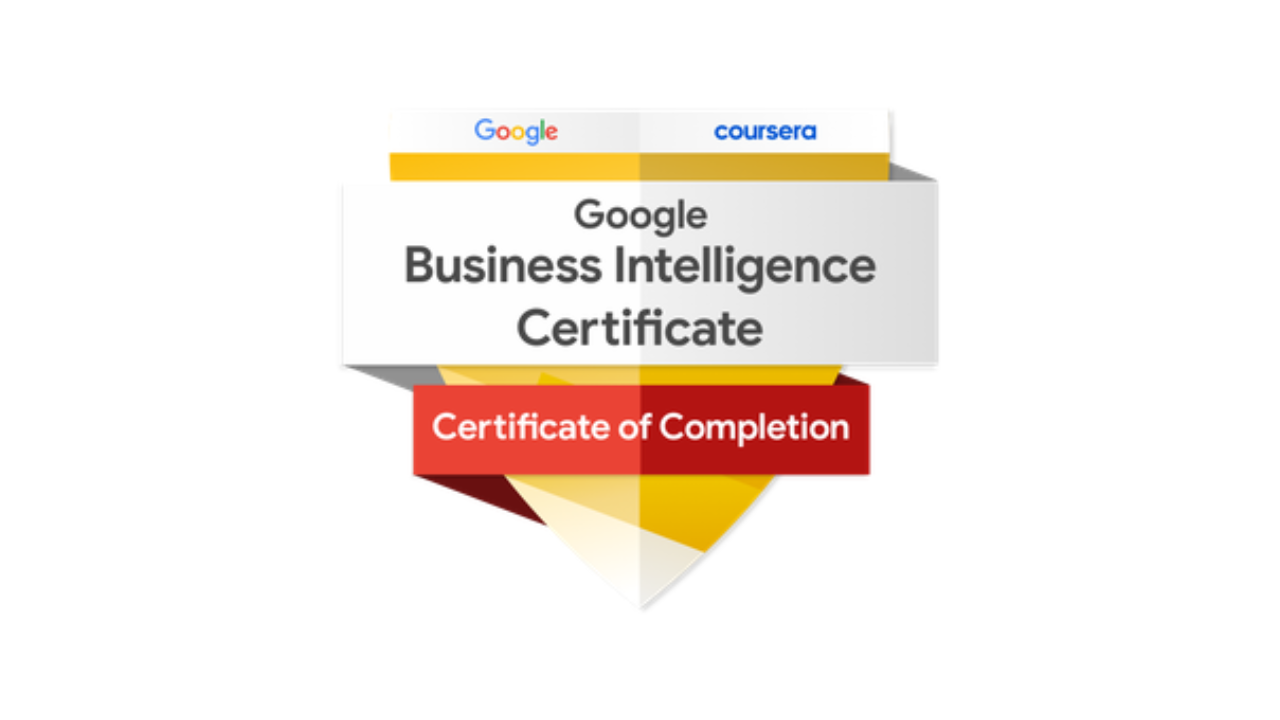 Google coursera
Google
Business Intelligence
Certificate
Certificate of Completion